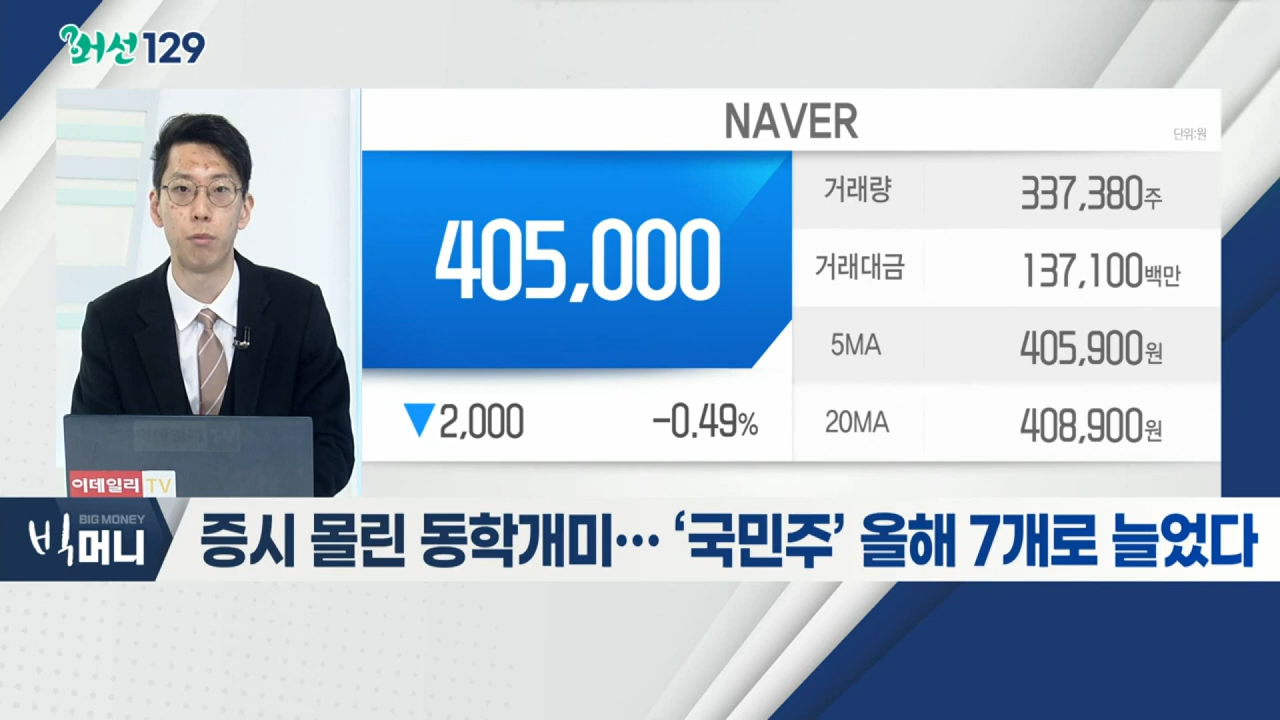 머선129
NAVER
단위:원
405,000
▼2,000 -0.49%
거래량 337,380주
거래대금 137,100백만
5MA 405,900원
20MA 408,900원
이데일리TV
빅머니
BIG MONEY
증시 몰린 동학개미… ‘국민주’ 올해 7개로 늘었다